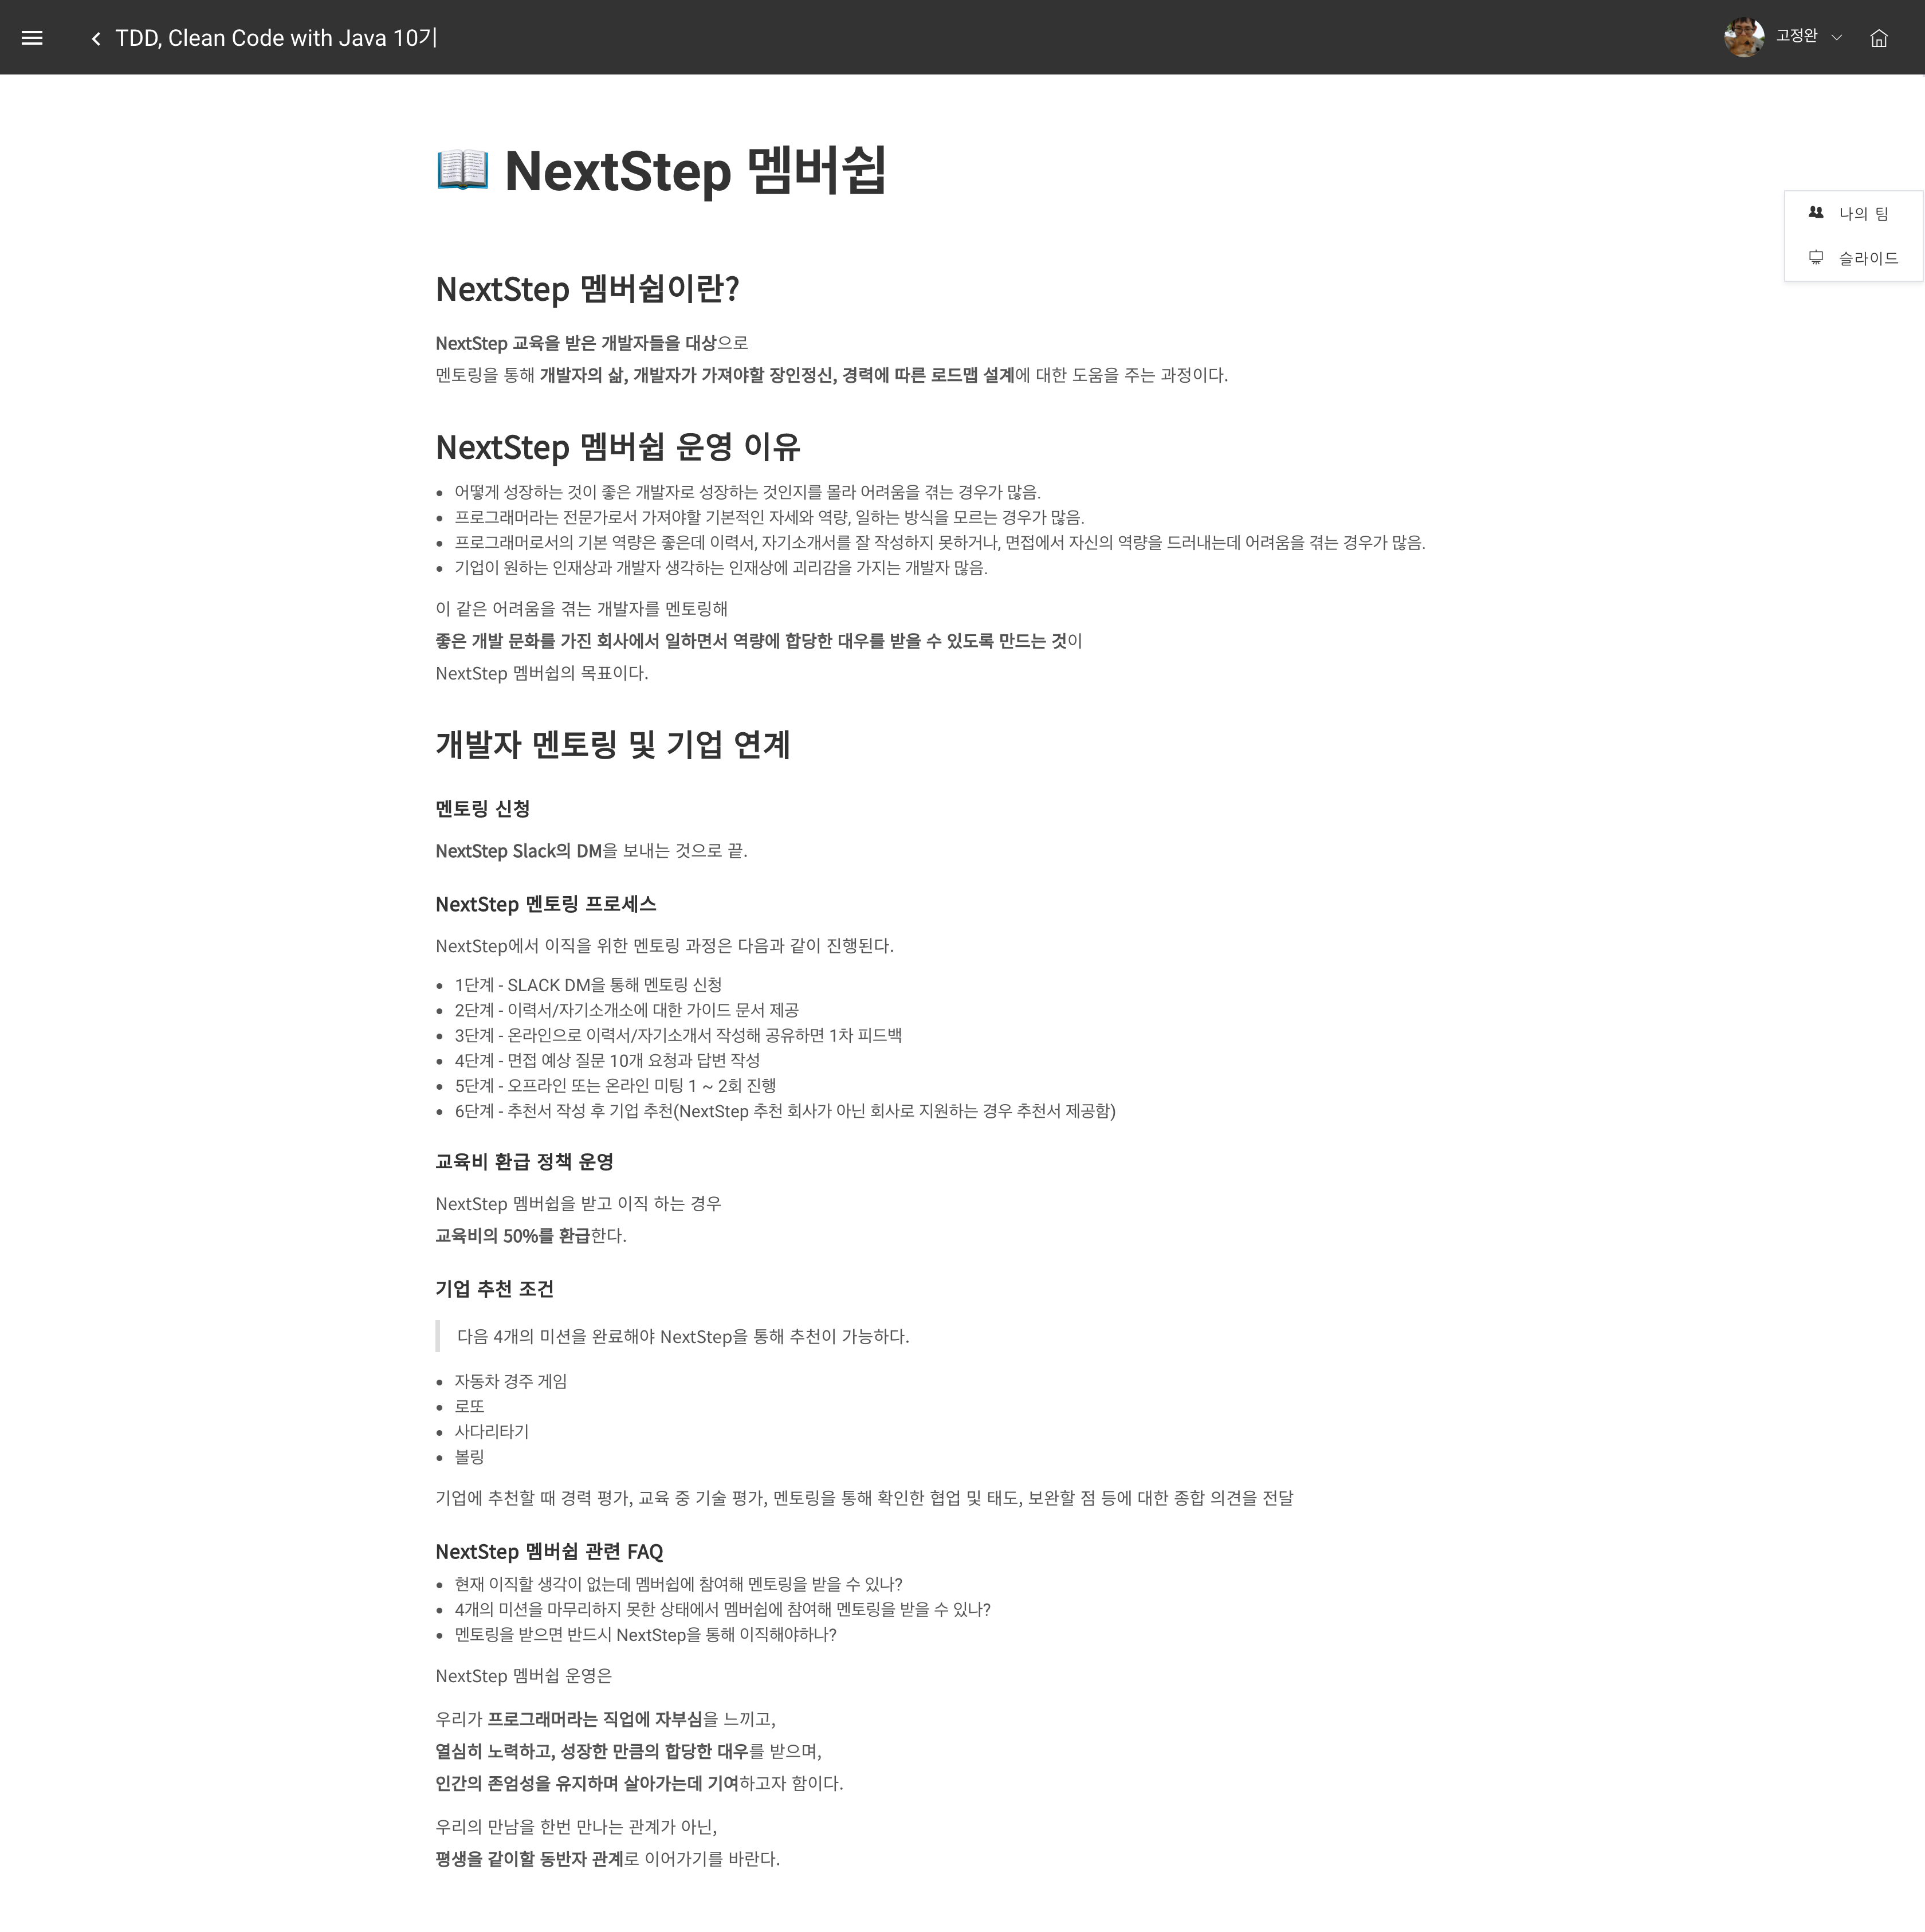 TDD, Clean Code with Java 10기
고정완
NextStep 멤버쉽
나의 팀
슬라이드
NextStep 멤버쉽이란?
NextStep 교육을 받은 개발자들을 대상으로
멘토링을 통해 개발자의 삶, 개발자가 가져야할 장인정신, 경력에 따른 로드맵 설계에 대한 도움을 주는 과정이다.
NextStep 멤버쉽 운영 이유
• 어떻게 성장하는 것이 좋은 개발자로 성장하는 것인지를 몰라 어려움을 겪는 경우가 많음.
• 프로그래머라는 전문가로서 가져야할 기본적인 자세와 역량, 일하는 방식을 모르는 경우가 많음.
• 프로그래머로서의 기본 역량은 좋은데 이력서, 자기소개서를 잘 작성하지 못하거나, 면접에서 자신의 역량을 드러내는데 어려움을 겪는 경우가 많음.
• 기업이 원하는 인재상과 개발자 생각하는 인재상에 괴리감을 가지는 개발자 많음.
이 같은 어려움을 겪는 개발자를 멘토링해
좋은 개발 문화를 가진 회사에서 일하면서 역량에 합당한 대우를 받을 수 있도록 만드는 것이
NextStep 멤버쉽의 목표이다.
개발자 멘토링 및 기업 연계
멘토링 신청
NextStep Slack의 DM을 보내는 것으로 끝.
NextStep 멘토링 프로세스
NextStep에서 이직을 위한 멘토링 과정은 다음과 같이 진행된다.
• 1단계 - SLACK DM을 통해 멘토링 신청
• 2단계 - 이력서/자기소개소에 대한 가이드 문서 제공
• 3단계 - 온라인으로 이력서/자기소개서 작성해 공유하면 1차 피드백
• 4단계 - 면접 예상 질문 10개 요청과 답변 작성
• 5단계 - 오프라인 또는 온라인 미팅 1 ~ 2회 진행
• 6단계 - 추천서 작성 후 기업 추천(NextStep 추천 회사가 아닌 회사로 지원하는 경우 추천서 제공함)
교육비 환급 정책 운영
NextStep 멤버쉽을 받고 이직 하는 경우
교육비의 50%를 환급한다.
기업 추천 조건
다음 4개의 미션을 완료해야 NextStep을 통해 추천이 가능하다.
• 자동차 경주 게임
• 로또
• 사다리타기
• 볼링
기업에 추천할 때 경력 평가, 교육 중 기술 평가, 멘토링을 통해 확인한 협업 및 태도, 보완할 점 등에 대한 종합 의견을 전달
NextStep 멤버쉽 관련 FAQ
• 현재 이직할 생각이 없는데 멤버쉽에 참여해 멘토링을 받을 수 있나?
• 4개의 미션을 마무리하지 못한 상태에서 멤버쉽에 참여해 멘토링을 받을 수 있나?
• 멘토링을 받으면 반드시 NextStep을 통해 이직해야하나?
NextStep 멤버쉽 운영은
우리가 프로그래머라는 직업에 자부심을 느끼고,
열심히 노력하고, 성장한 만큼의 합당한 대우를 받으며,
인간의 존엄성을 유지하며 살아가는데 기여하고자 함이다.
우리의 만남을 한번 만나는 관계가 아닌,
평생을 같이할 동반자 관계로 이어가기를 바란다.